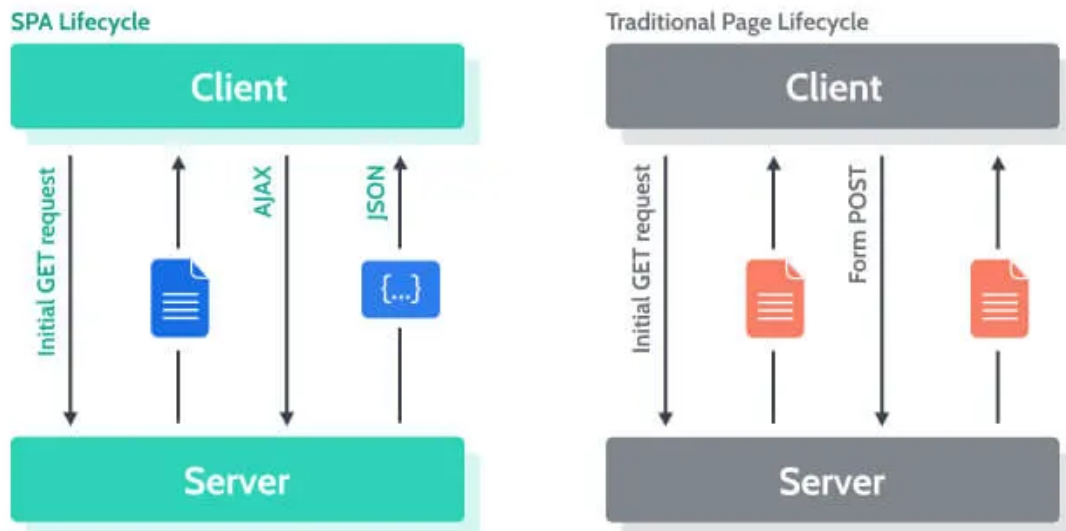 SPA Lifecycle
Client
Initial GET request
AJAX
JSON
{...}
Server
Traditional Page Lifecycle
Client
Initial GET request
Form POST
Server